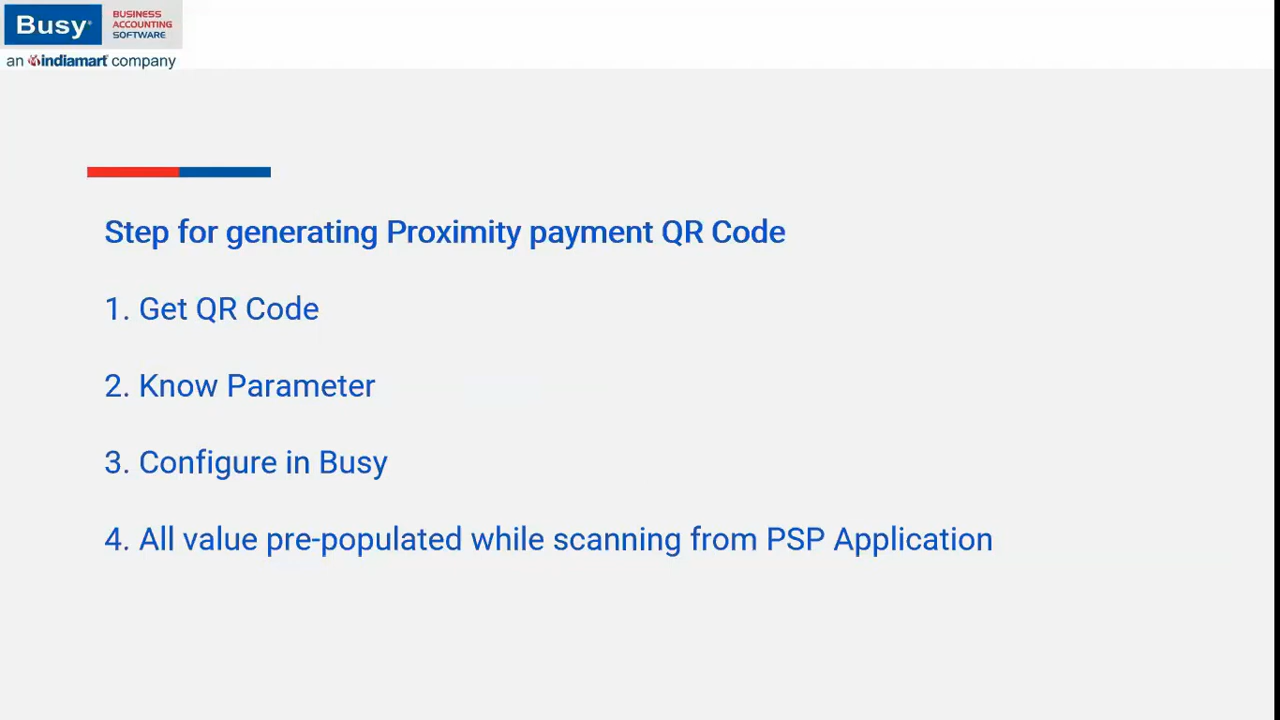 Busy
BUSINESS
ACCOUNTING
SOFTWARE
an indiamart company
Step for generating Proximity payment QR Code
1. Get QR Code
2. Know Parameter
3. Configure in Busy
4. All value pre-populated while scanning from PSP Application